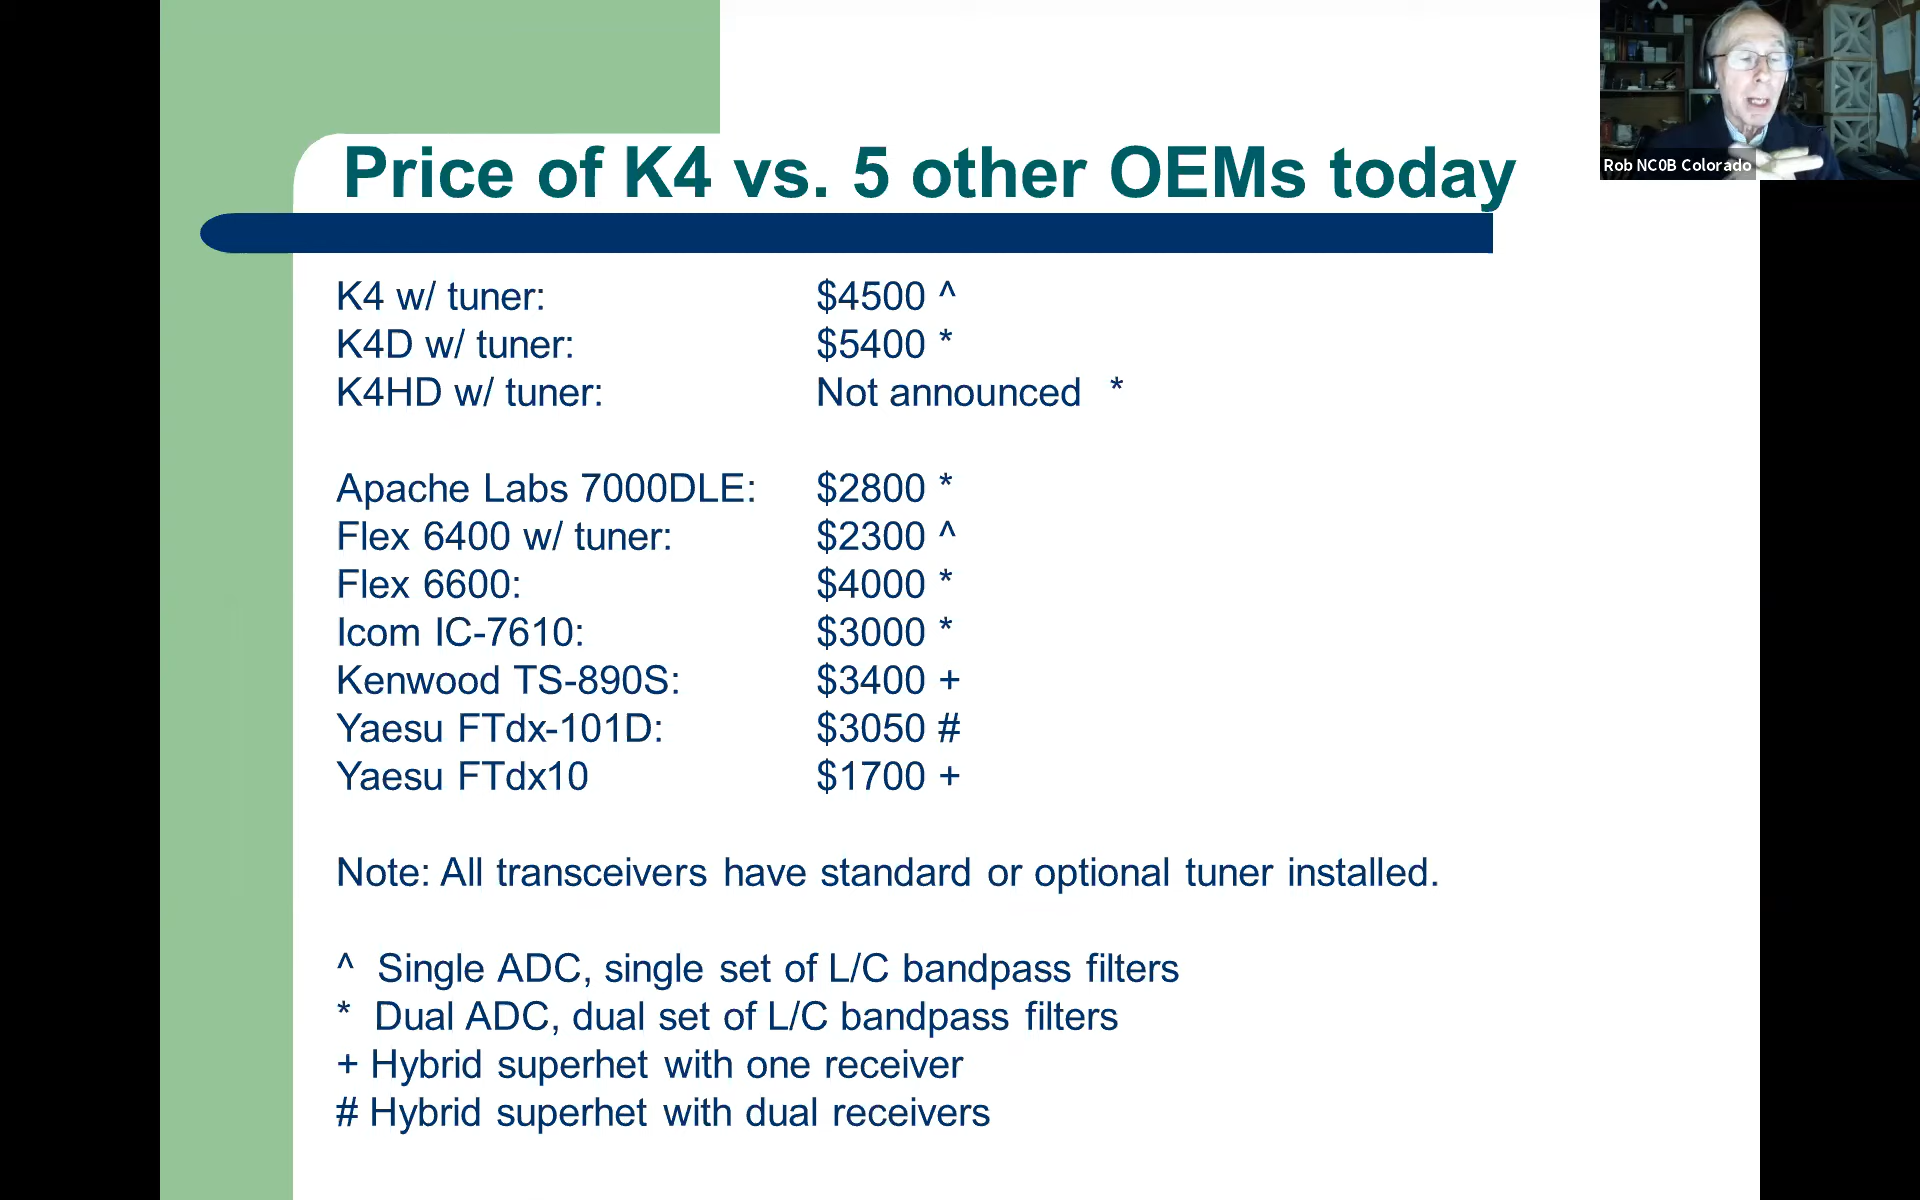 Price of K4 vs. 5 other OEMs today
Rob NC0B Colorado
K4 w/ tuner: $4500 ^
K4D w/ tuner: $5400 *
K4HD w/ tuner: Not announced *
Apache Labs 7000DLE: $2800 *
Flex 6400 w/ tuner: $2300 ^
Flex 6600: $4000 *
Icom IC-7610: $3000 *
Kenwood TS-890S: $3400 +
Yaesu FTdx-101D: $3050 #
Yaesu FTdx10 $1700 +
Note: All transceivers have standard or optional tuner installed.
^ Single ADC, single set of L/C bandpass filters
* Dual ADC, dual set of L/C bandpass filters
+ Hybrid superhet with one receiver
# Hybrid superhet with dual receivers